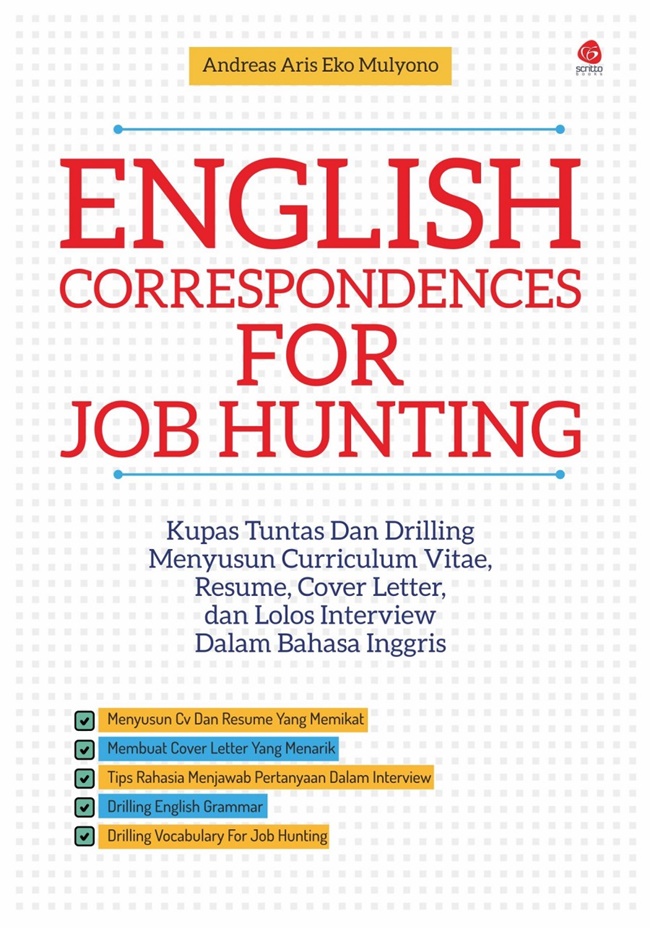 Andreas Aris Eko Mulyono
scritto
BOOKS
ENGLISH
CORRESPONDENCES
FOR
JOB HUNTING
Kupas Tuntas Dan Drilling
Menyusun Curriculum Vitae,
Resume, Cover Letter,
dan Lolos Interview
Dalam Bahasa Inggris
Menyusun Cv Dan Resume Yang Memikat
Membuat Cover Letter Yang Menarik
Tips Rahasia Menjawab Pertanyaan Dalam Interview
Drilling English Grammar
Drilling Vocabulary For Job Hunting